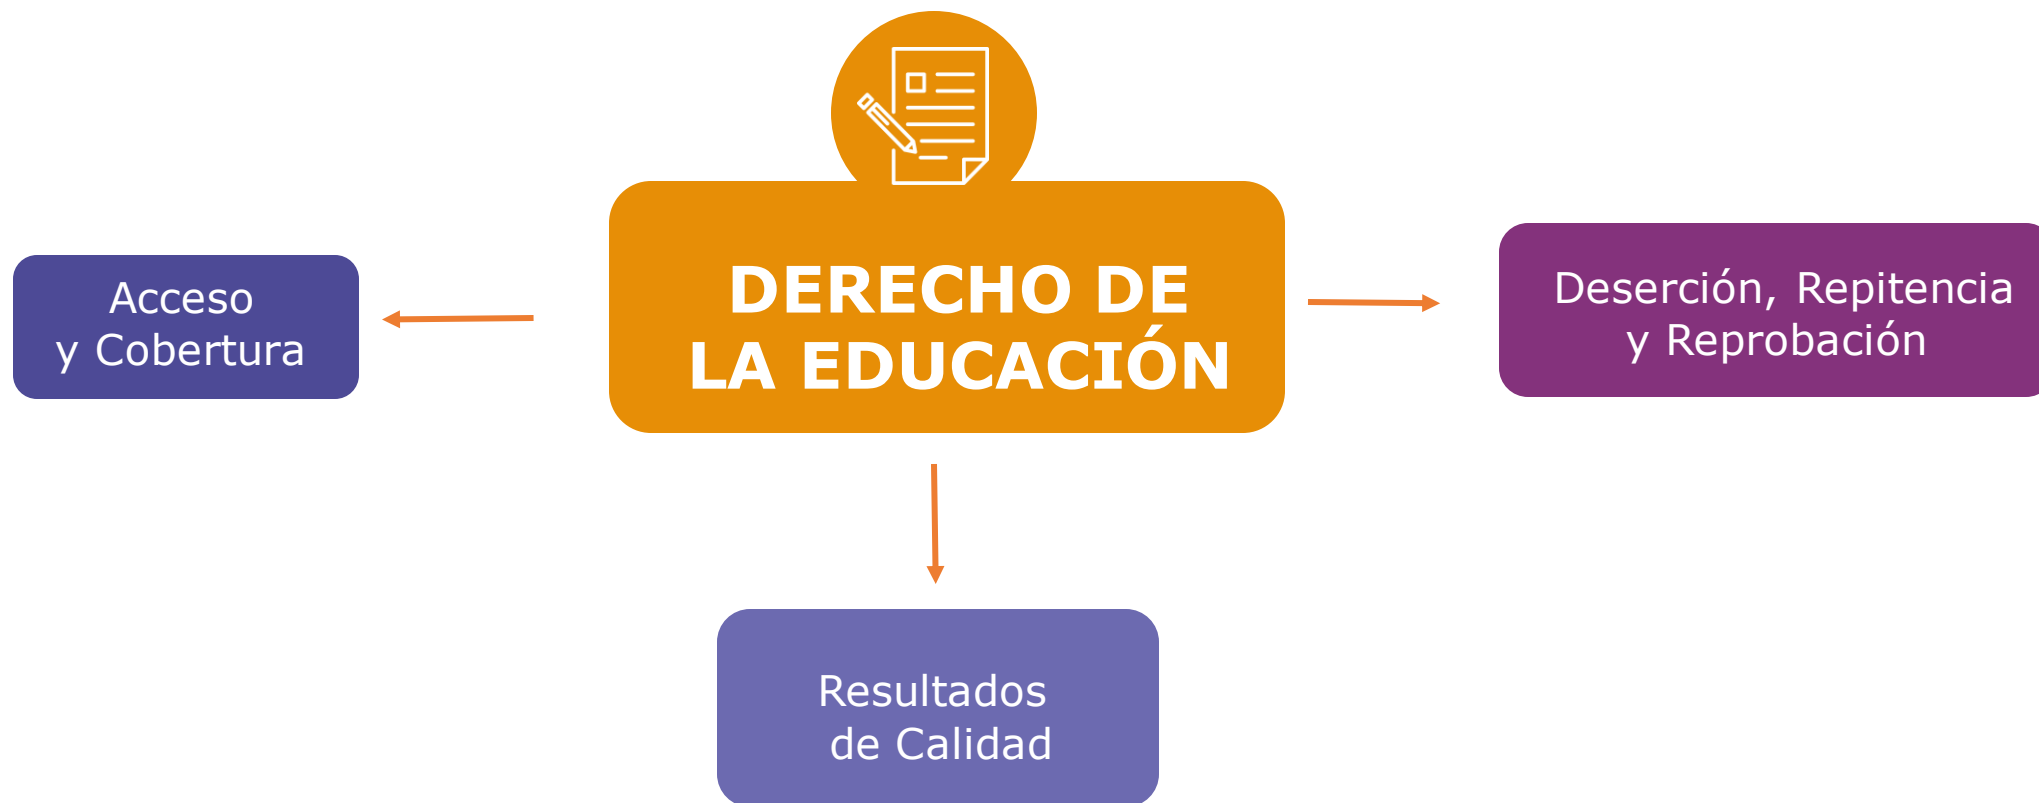 DERECHO DE
LA EDUCACIÓN
Acceso
y Cobertura
Deserción, Repitencia
y Reprobación
Resultados
de Calidad